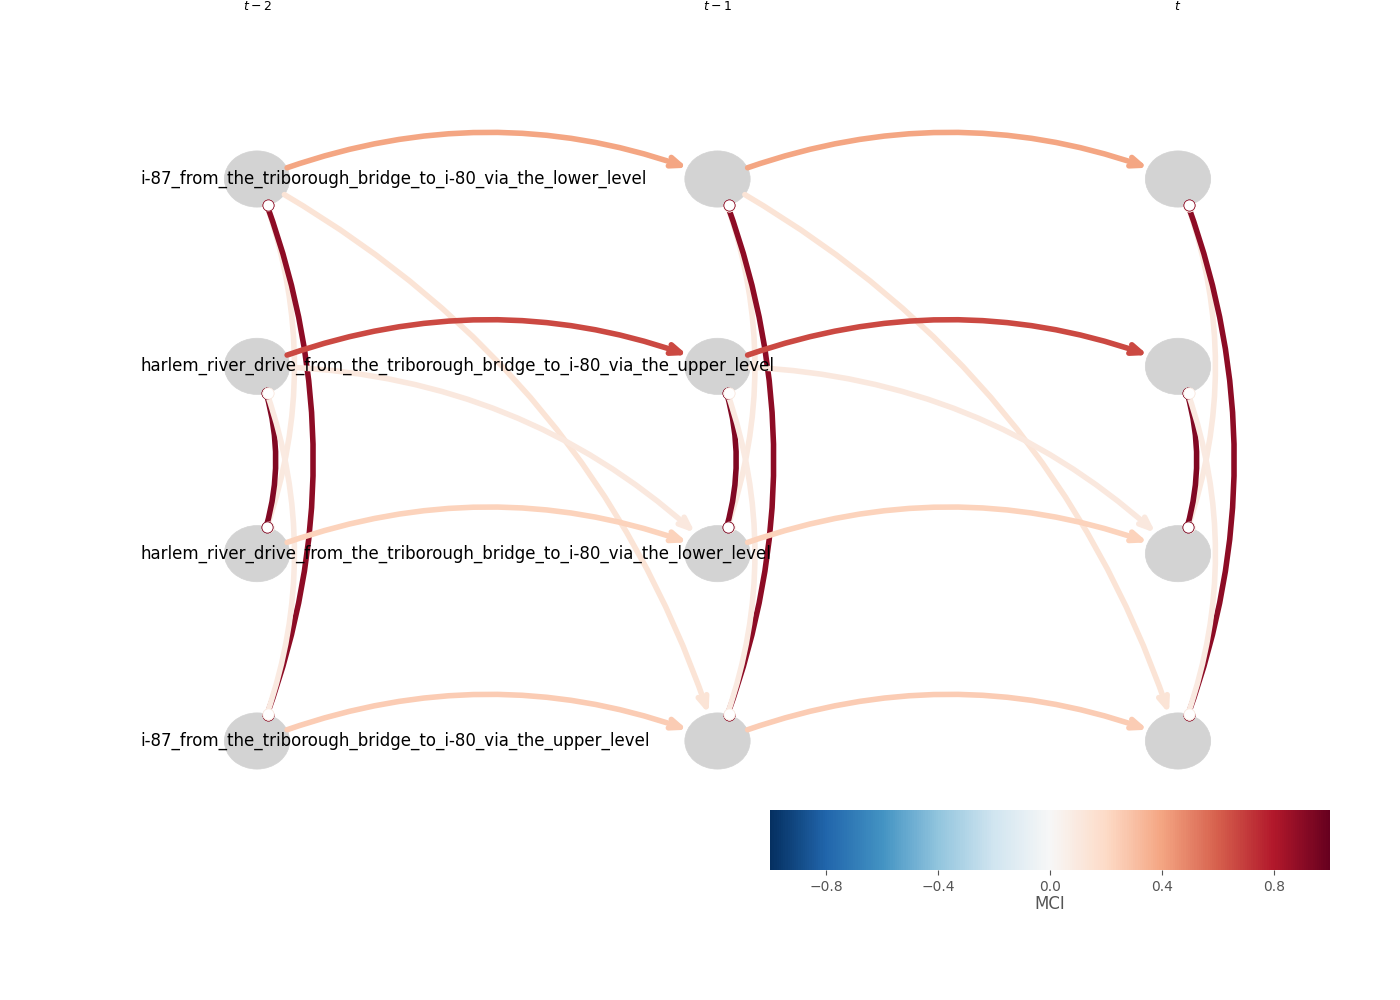 t − 2 t − 1 t
i-87_from_the_triborough_bridge_to_i-80_via_the_lower_level
harlem_river_drive_from_the_triborough_bridge_to_i-80_via_the_upper_level
harlem_river_drive_from_the_triborough_bridge_to_i-80_via_the_lower_level
i-87_from_the_triborough_bridge_to_i-80_via_the_upper_level
−0.8 −0.4 0.0 0.4 0.8
MCI